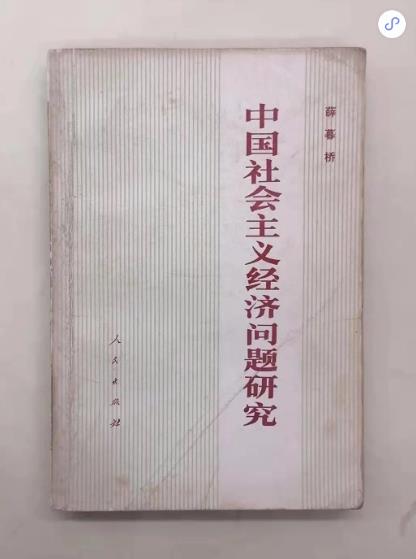 薛暮桥
中国社会主义经济问题研究
人民出版社